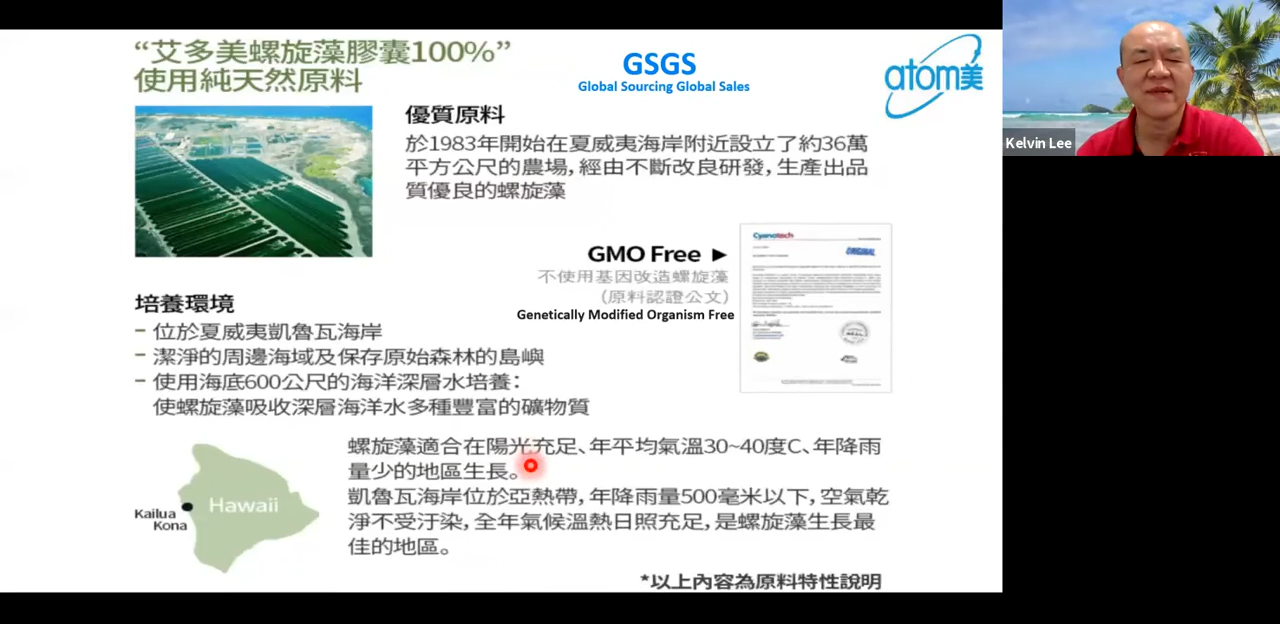 “艾多美螺旋藻膠囊100%”
使用純天然原料
GSGS
Global Sourcing Global Sales
atom美
Kelvin Lee
優質原料
於1983年開始在夏威夷海岸附近設立了約36萬
平方公尺的農場，經由不斷改良研發，生產出品
質優良的螺旋藻
GMO Free ►
不使用基因改造螺旋藻
(原料認證公文)
Genetically Modified Organism Free
Cyanotech
ORIGINAL
培養環境
- 位於夏威夷凱魯瓦海岸
- 潔淨的周邊海域及保存原始森林的島嶼
- 使用海底600公尺的海洋深層水培養：
使螺旋藻吸收深層海洋水多種豐富的礦物質
Hawaii
Kailua
Kona
螺旋藻適合在陽光充足、年平均氣溫30~40度C、年降雨
量少的地區生長。
凱魯瓦海岸位於亞熱帶，年降雨量500毫米以下，空氣乾
淨不受汙染，全年氣候溫熱日照充足，是螺旋藻生長最
佳的地區。
*以上內容為原料特性說明